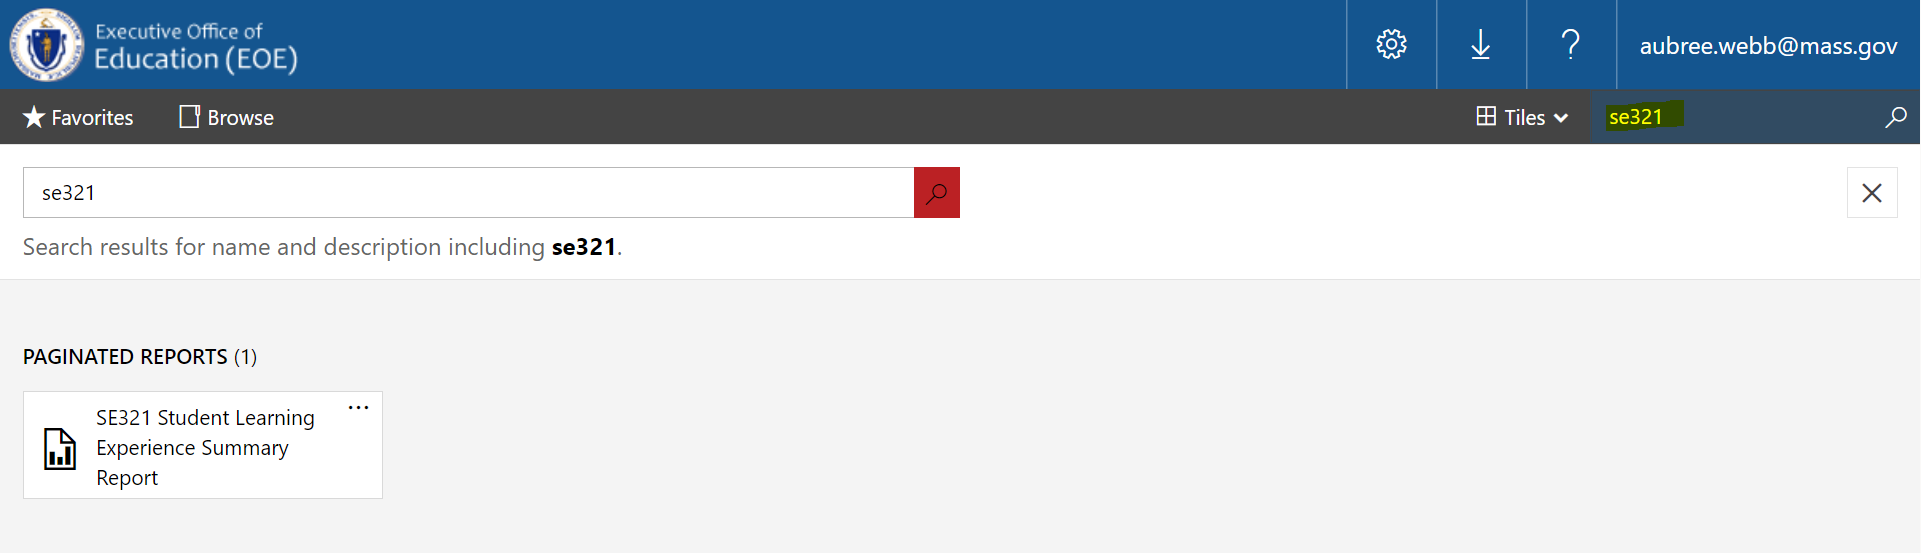 Executive Office of
Education (EOE)
aubree.webb@mass.gov
Favorites
Browse
Tiles
se321
se321
Search results for name and description including se321.
PAGINATED REPORTS (1)
SE321 Student Learning
Experience Summary
Report